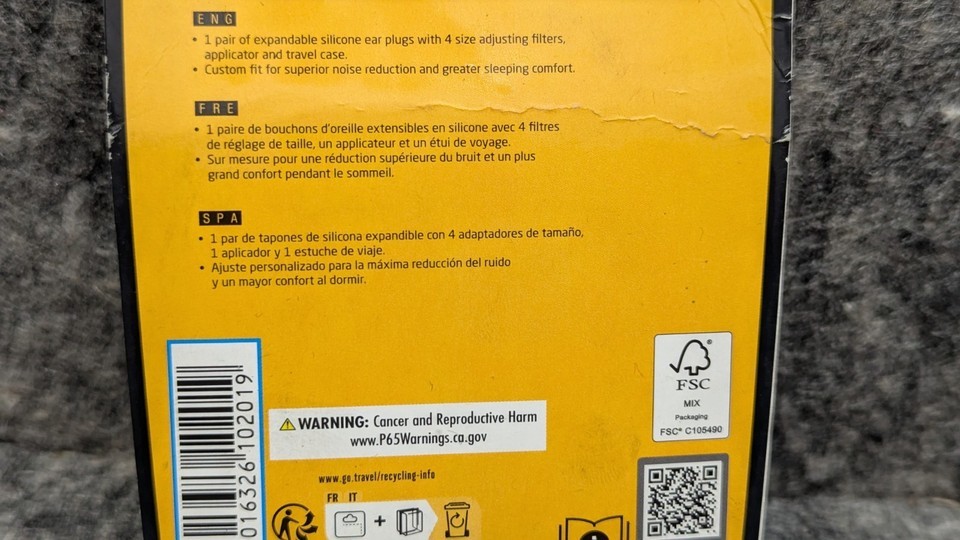 ENG
• 1 pair of expandable silicone ear plugs with 4 size adjusting filters,
applicator and travel case.
• Custom fit for superior noise reduction and greater sleeping comfort.
FRE
• 1 paire de bouchons d'oreille extensibles en silicone avec 4 filtres
de réglage de taille, un applicateur et un étui de voyage.
• Sur mesure pour une réduction supérieure du bruit et un plus
grand confort pendant le sommeil.
SPA
• 1 par de tapones de silicona expandible con 4 adaptadores de tamaño,
1 aplicador y 1 estuche de viaje.
• Ajuste personalizado para la máxima reducción del ruido
y un mayor confort al dormir.
016326102019
WARNING: Cancer and Reproductive Harm
www.P65Warnings.ca.gov
www.go.travel/recycling-info
FR IT
+
®
FSC
MIX
Packaging
FSC® C105490